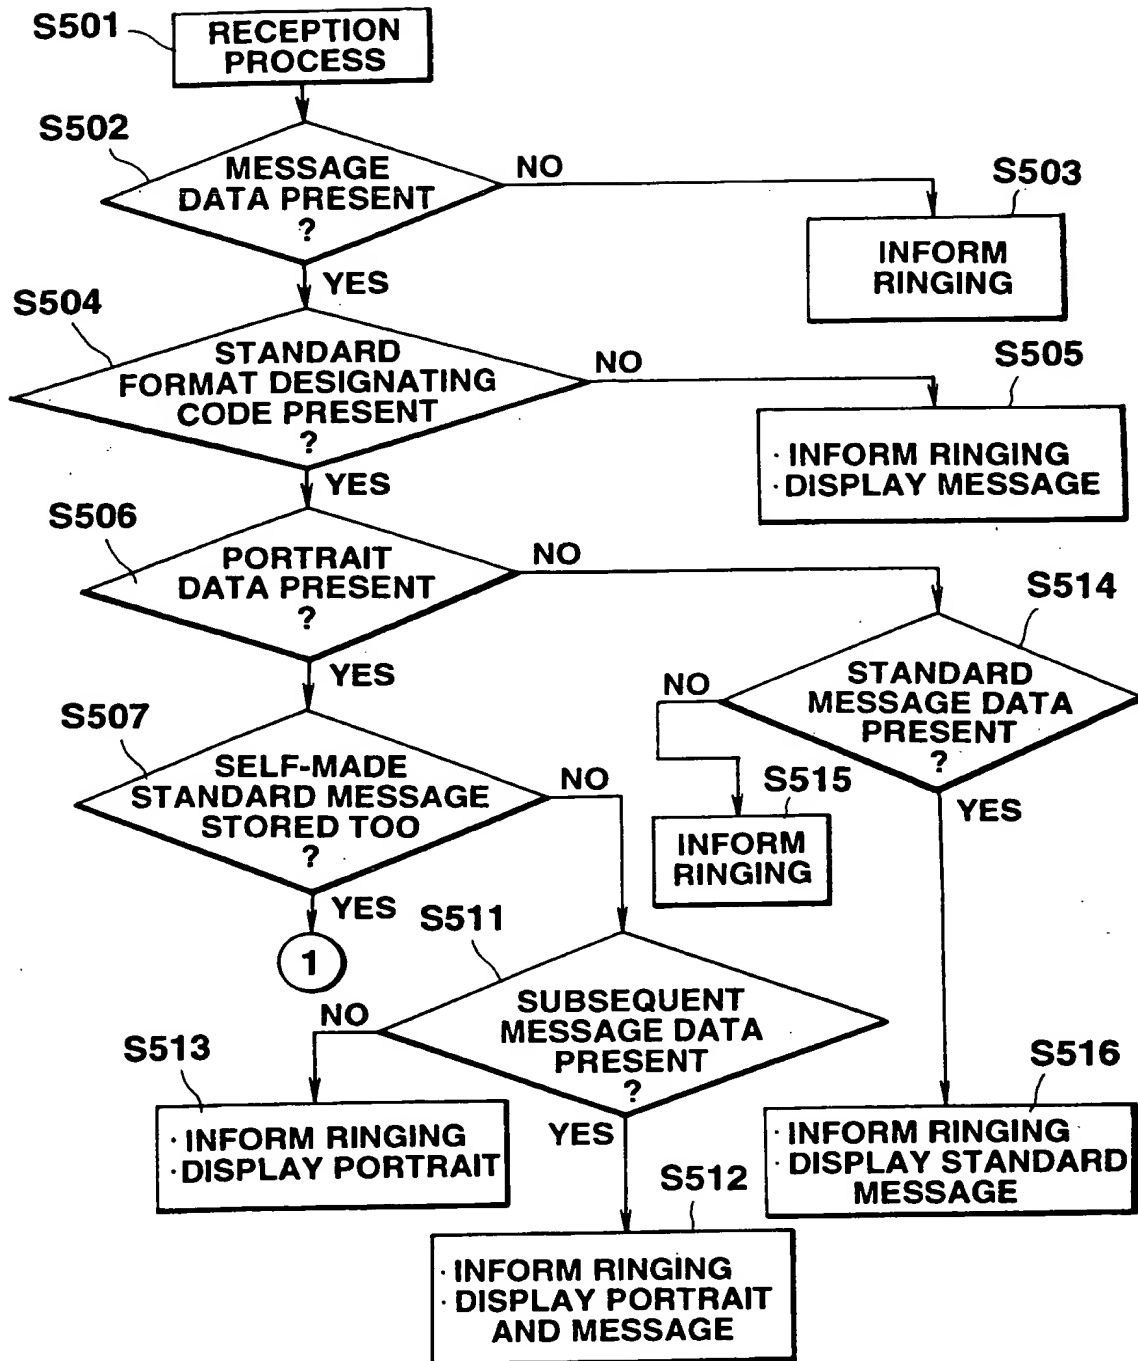 S501
RECEPTION
PROCESS
S502
MESSAGE
DATA PRESENT
?
NO
S503
INFORM
RINGING
YES
S504
STANDARD
FORMAT DESIGNATING
CODE PRESENT
?
NO
S505
· INFORM RINGING
· DISPLAY MESSAGE
YES
S506
PORTRAIT
DATA PRESENT
?
NO
S514
STANDARD
MESSAGE DATA
PRESENT
?
NO
YES
S515
INFORM
RINGING
YES
S507
SELF-MADE
STANDARD MESSAGE
STORED TOO
?
NO
YES
1
S511
SUBSEQUENT
MESSAGE DATA
PRESENT
?
NO
S513
· INFORM RINGING
· DISPLAY PORTRAIT
YES
S512
· INFORM RINGING
· DISPLAY PORTRAIT
AND MESSAGE
S516
· INFORM RINGING
· DISPLAY STANDARD
MESSAGE